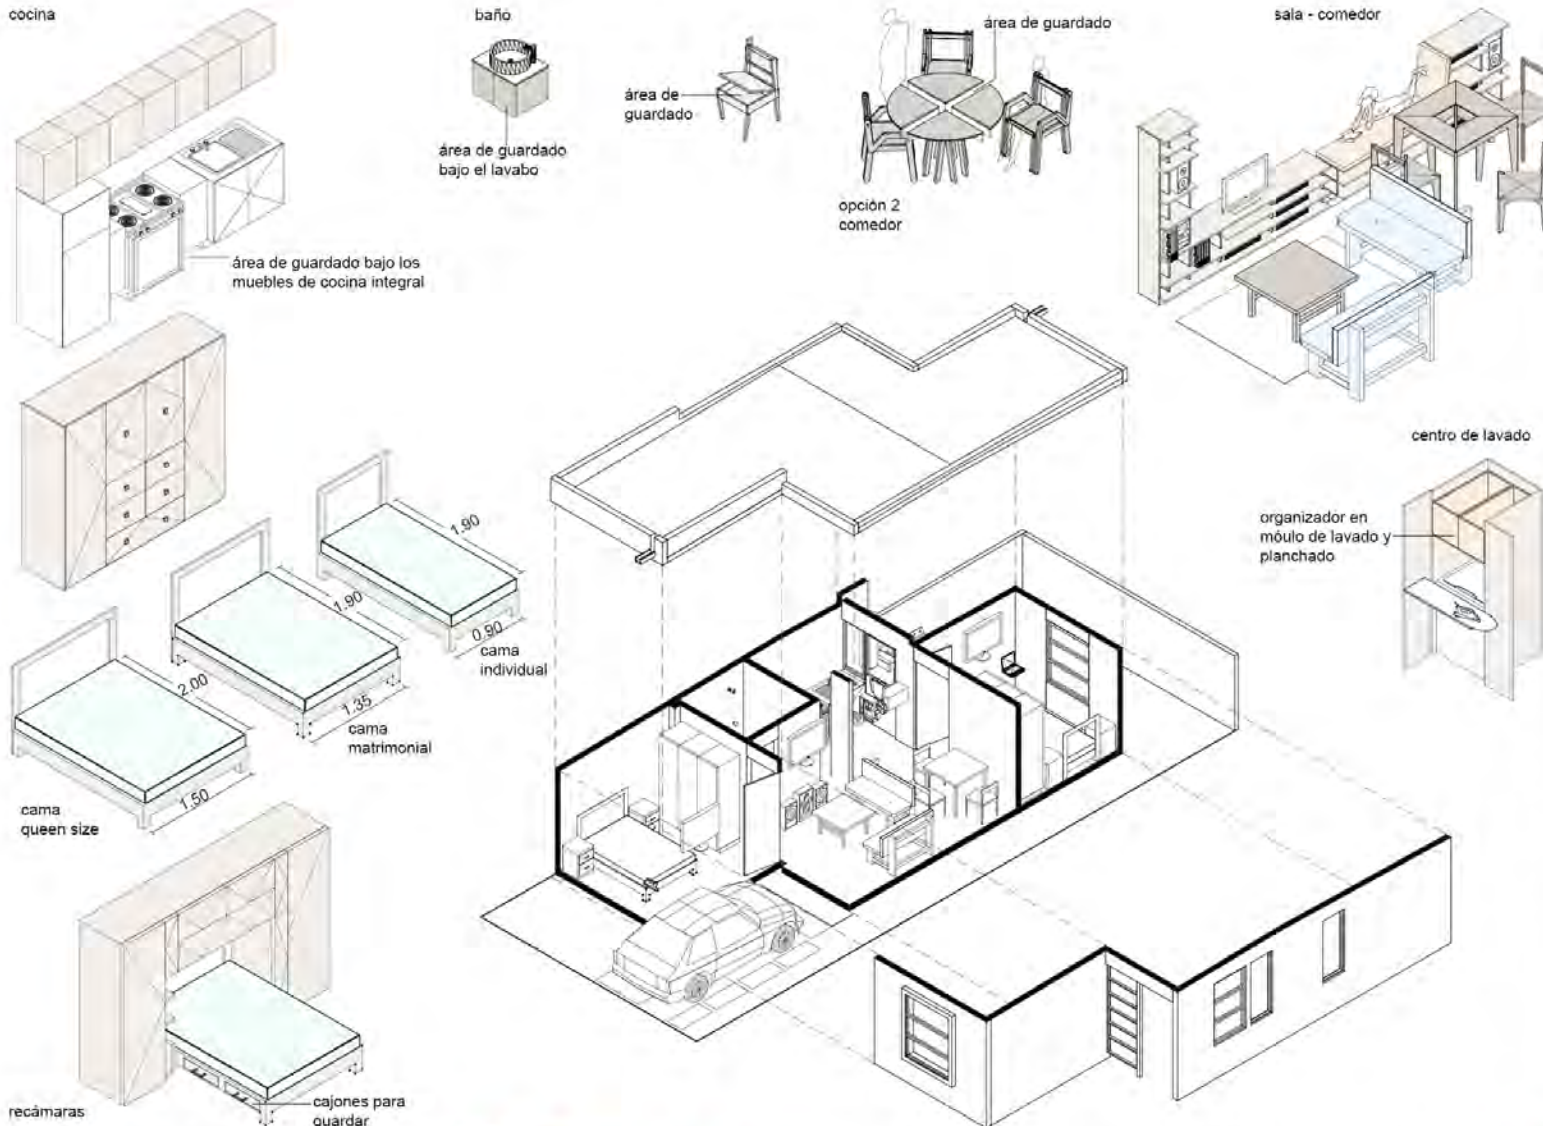 cocina
baño
área de guardado
sala - comedor
área de
guardado
área de guardado
bajo el lavabo
opción 2
comedor
área de guardado bajo los
muebles de cocina integral
centro de lavado
organizador en
móulo de lavado y
planchado
1.90
0.90
cama
individual
1.90
1.35
cama
matrimonial
2.00
1.50
cama
queen size
cajones para
guardar
recámaras